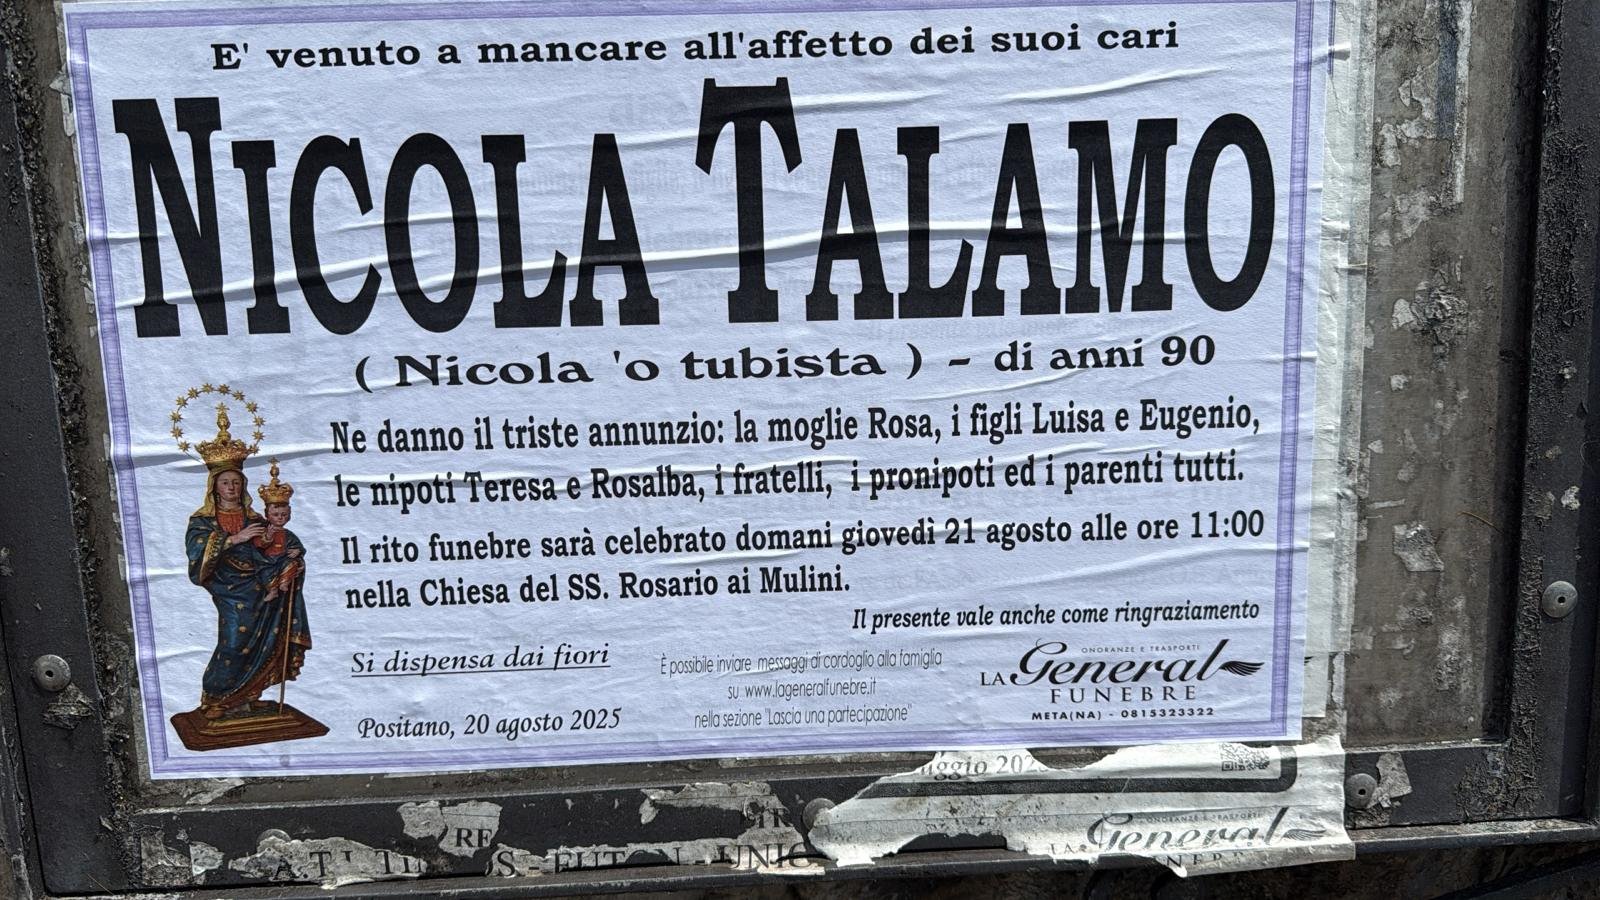 E' venuto a mancare all'affetto dei suoi cari
NICOLA TALAMO
( Nicola 'o tubista ) - di anni 90
Ne danno il triste annunzio: la moglie Rosa, i figli Luisa e Eugenio,
le nipoti Teresa e Rosalba, i fratelli, i pronipoti ed i parenti tutti.
Il rito funebre sarà celebrato domani giovedì 21 agosto alle ore 11:00
nella Chiesa del SS. Rosario ai Mulini.
Il presente vale anche come ringraziamento
Si dispensa dai fiori
Positano, 20 agosto 2025
È possibile inviare messaggi di cordoglio alla famiglia
su www.lageneralfunebre.it
nella sezione "Lascia una partecipazione"
ONORANZE E TRASPORTI
LA General
FUNEBRE
META(NA) - 0815323322
ONORANZE E TRASPORTI
LA General